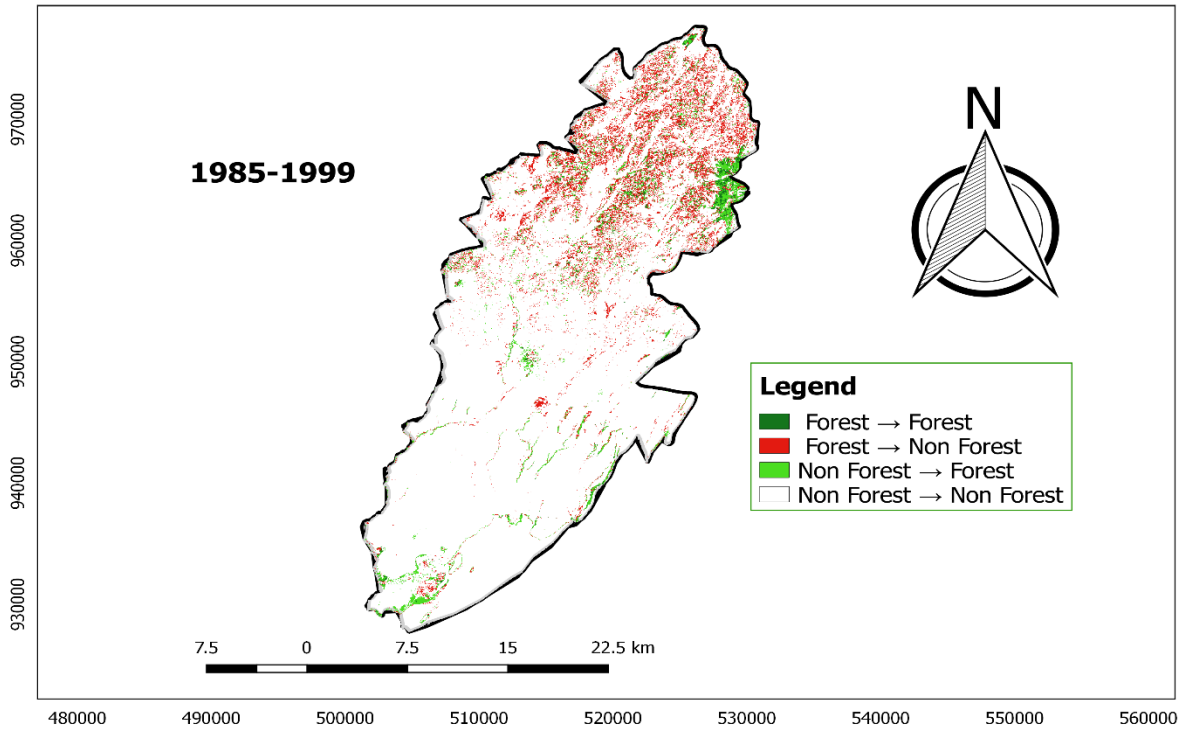 N
1985-1999
970000
960000
950000
940000
930000
Legend
Forest → Forest
Forest → Non Forest
Non Forest → Forest
Non Forest → Non Forest
7.5 0 7.5 15 22.5 km
480000 490000 500000 510000 520000 530000 540000 550000 560000